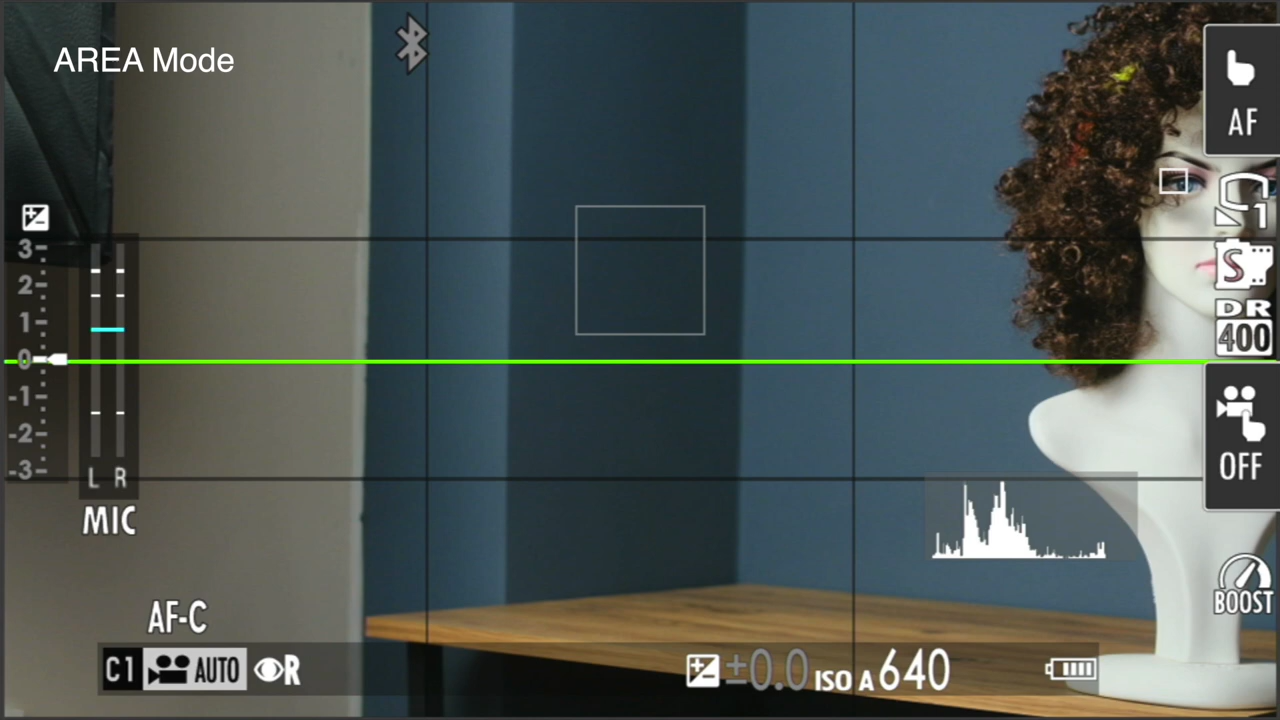 AREA Mode
AF
1
S
DR
400
3
2
1
0
-1
-2
-3
L R
MIC
OFF
BOOST
AF-C
C1 AUTO R
±0.0 ISO A 640